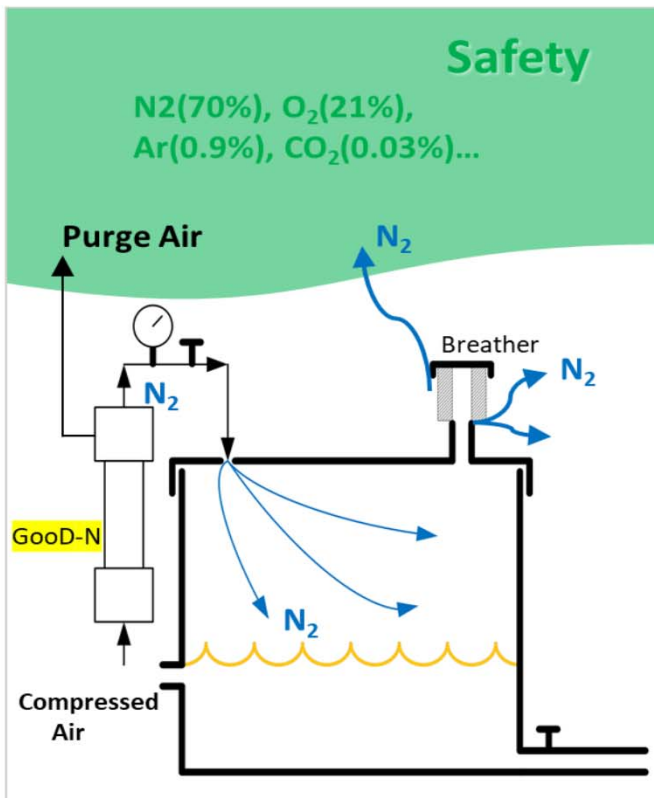 Safety
N2(70%), O₂(21%),
Ar(0.9%), CO₂(0.03%)...
Purge Air
N₂
Breather
N₂
N₂
GooD-N
N₂
Compressed
Air